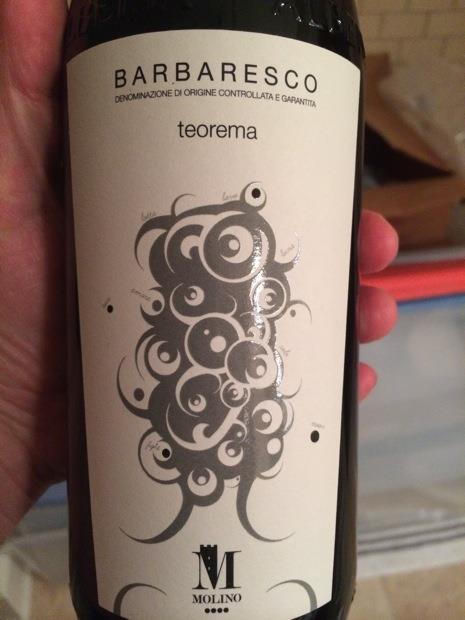 BARBARESCO
DENOMINAZIONE DI ORIGINE CONTROLLATA E GARANTITA
teorema
M
MOLINO